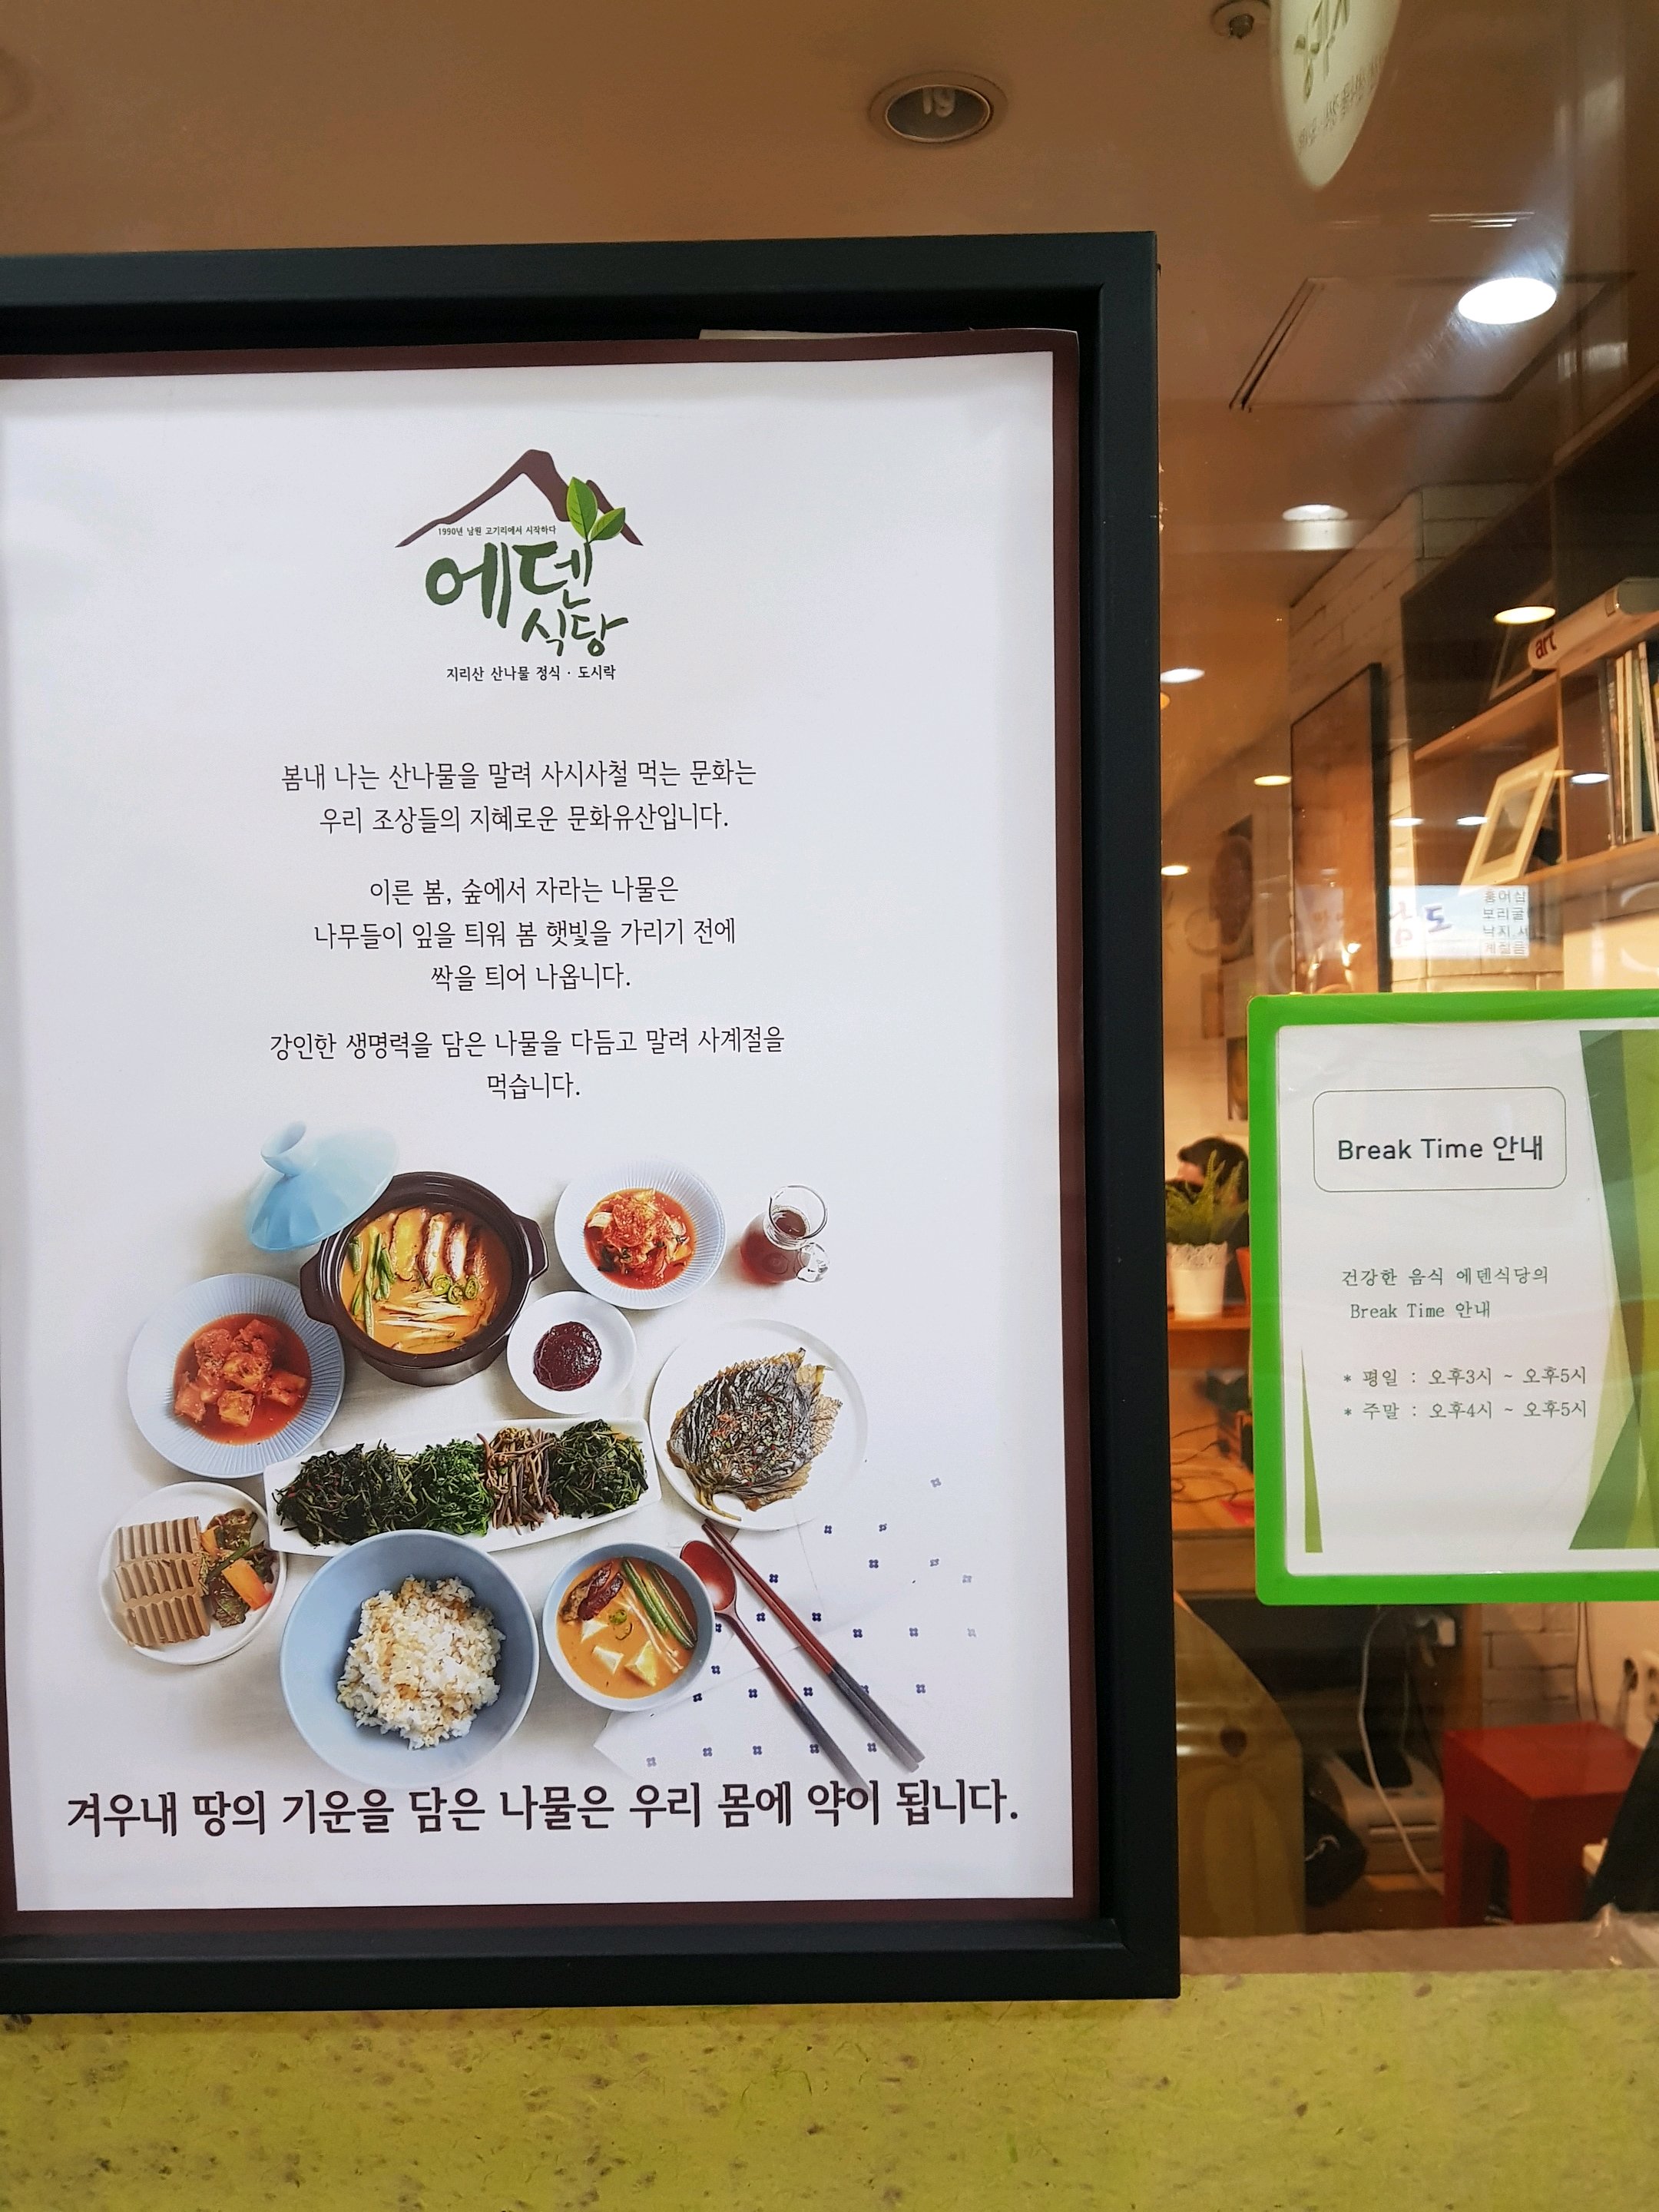 1990년 남원 고기리에서 시작하다
에덴
식당
지리산 산나물 정식 · 도시락
봄내 나는 산나물을 말려 사시사철 먹는 문화는
우리 조상들의 지혜로운 문화유산입니다.
이른 봄, 숲에서 자라는 나물은
나무들이 잎을 틔워 봄 햇빛을 가리기 전에
싹을 틔어 나옵니다.
강인한 생명력을 담은 나물을 다듬고 말려 사계절을
먹습니다.
겨우내 땅의 기운을 담은 나물은 우리 몸에 약이 됩니다.
art
Break Time 안내
건강한 음식 에덴식당의
Break Time 안내
* 평일 : 오후3시 ~ 오후5시
* 주말 : 오후4시 ~ 오후5시